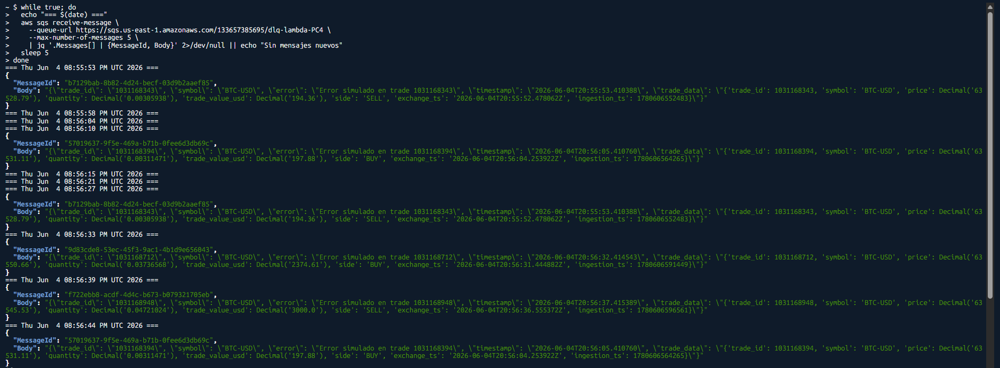 ~ $ while true; do
>   echo "=== $(date) ==="
>   aws sqs receive-message \
>     --queue-url https://sqs.us-east-1.amazonaws.com/133657385695/dlq-lambda-PC4 \
>     --max-number-of-messages 5 \
>     | jq '.Messages[] | {MessageId, Body}' 2>/dev/null || echo "Sin mensajes nuevos"
>   sleep 5
> done
=== Thu Jun  4 08:55:53 PM UTC 2026 ===
{
  "MessageId": "b7129bab-8b82-4d24-becf-03d9b2aaef85",
  "Body": "{\"trade_id\": \"1031168343\", \"symbol\": \"BTC-USD\", \"error\": \"Error simulado en trade 1031168343\", \"timestamp\": \"2026-06-04T20:55:53.410388\", \"trade_data\": \"{'trade_id': 1031168343, 'symbol': 'BTC-USD', 'price': Decimal('63
528.79'), 'quantity': Decimal('0.00305938'), 'trade_value_usd': Decimal('194.36'), 'side': 'SELL', 'exchange_ts': '2026-06-04T20:55:52.478062Z', 'ingestion_ts': 1780606552483}\"}"
}
=== Thu Jun  4 08:55:58 PM UTC 2026 ===
=== Thu Jun  4 08:56:04 PM UTC 2026 ===
=== Thu Jun  4 08:56:10 PM UTC 2026 ===
{
  "MessageId": "57019637-9f5e-469a-b71b-0fee6d3db69c",
  "Body": "{\"trade_id\": \"1031168394\", \"symbol\": \"BTC-USD\", \"error\": \"Error simulado en trade 1031168394\", \"timestamp\": \"2026-06-04T20:56:05.410760\", \"trade_data\": \"{'trade_id': 1031168394, 'symbol': 'BTC-USD', 'price': Decimal('63
531.11'), 'quantity': Decimal('0.00311471'), 'trade_value_usd': Decimal('197.88'), 'side': 'BUY', 'exchange_ts': '2026-06-04T20:56:04.253922Z', 'ingestion_ts': 1780606564265}\"}"
}
=== Thu Jun  4 08:56:15 PM UTC 2026 ===
=== Thu Jun  4 08:56:21 PM UTC 2026 ===
=== Thu Jun  4 08:56:27 PM UTC 2026 ===
{
  "MessageId": "b7129bab-8b82-4d24-becf-03d9b2aaef85",
  "Body": "{\"trade_id\": \"1031168343\", \"symbol\": \"BTC-USD\", \"error\": \"Error simulado en trade 1031168343\", \"timestamp\": \"2026-06-04T20:55:53.410388\", \"trade_data\": \"{'trade_id': 1031168343, 'symbol': 'BTC-USD', 'price': Decimal('63
528.79'), 'quantity': Decimal('0.00305938'), 'trade_value_usd': Decimal('194.36'), 'side': 'SELL', 'exchange_ts': '2026-06-04T20:55:52.478062Z', 'ingestion_ts': 1780606552483}\"}"
}
=== Thu Jun  4 08:56:33 PM UTC 2026 ===
{
  "MessageId": "9d83cde8-53ec-45f3-9ac1-4b1d9e656043",
  "Body": "{\"trade_id\": \"1031168712\", \"symbol\": \"BTC-USD\", \"error\": \"Error simulado en trade 1031168712\", \"timestamp\": \"2026-06-04T20:56:32.414543\", \"trade_data\": \"{'trade_id': 1031168712, 'symbol': 'BTC-USD', 'price': Decimal('63
550.66'), 'quantity': Decimal('0.03736568'), 'trade_value_usd': Decimal('2374.61'), 'side': 'BUY', 'exchange_ts': '2026-06-04T20:56:31.444882Z', 'ingestion_ts': 1780606591449}\"}"
}
=== Thu Jun  4 08:56:39 PM UTC 2026 ===
{
  "MessageId": "f722ebb8-acdf-4d4c-b673-b079321705eb",
  "Body": "{\"trade_id\": \"1031168948\", \"symbol\": \"BTC-USD\", \"error\": \"Error simulado en trade 1031168948\", \"timestamp\": \"2026-06-04T20:56:37.415389\", \"trade_data\": \"{'trade_id': 1031168948, 'symbol': 'BTC-USD', 'price': Decimal('63
545.53'), 'quantity': Decimal('0.04721024'), 'trade_value_usd': Decimal('3000.0'), 'side': 'SELL', 'exchange_ts': '2026-06-04T20:56:36.555372Z', 'ingestion_ts': 1780606596561}\"}"
}
=== Thu Jun  4 08:56:44 PM UTC 2026 ===
{
  "MessageId": "57019637-9f5e-469a-b71b-0fee6d3db69c",
  "Body": "{\"trade_id\": \"1031168394\", \"symbol\": \"BTC-USD\", \"error\": \"Error simulado en trade 1031168394\", \"timestamp\": \"2026-06-04T20:56:05.410760\", \"trade_data\": \"{'trade_id': 1031168394, 'symbol': 'BTC-USD', 'price': Decimal('63
531.11'), 'quantity': Decimal('0.00311471'), 'trade_value_usd': Decimal('197.88'), 'side': 'BUY', 'exchange_ts': '2026-06-04T20:56:04.253922Z', 'ingestion_ts': 1780606564265}\"}"
}